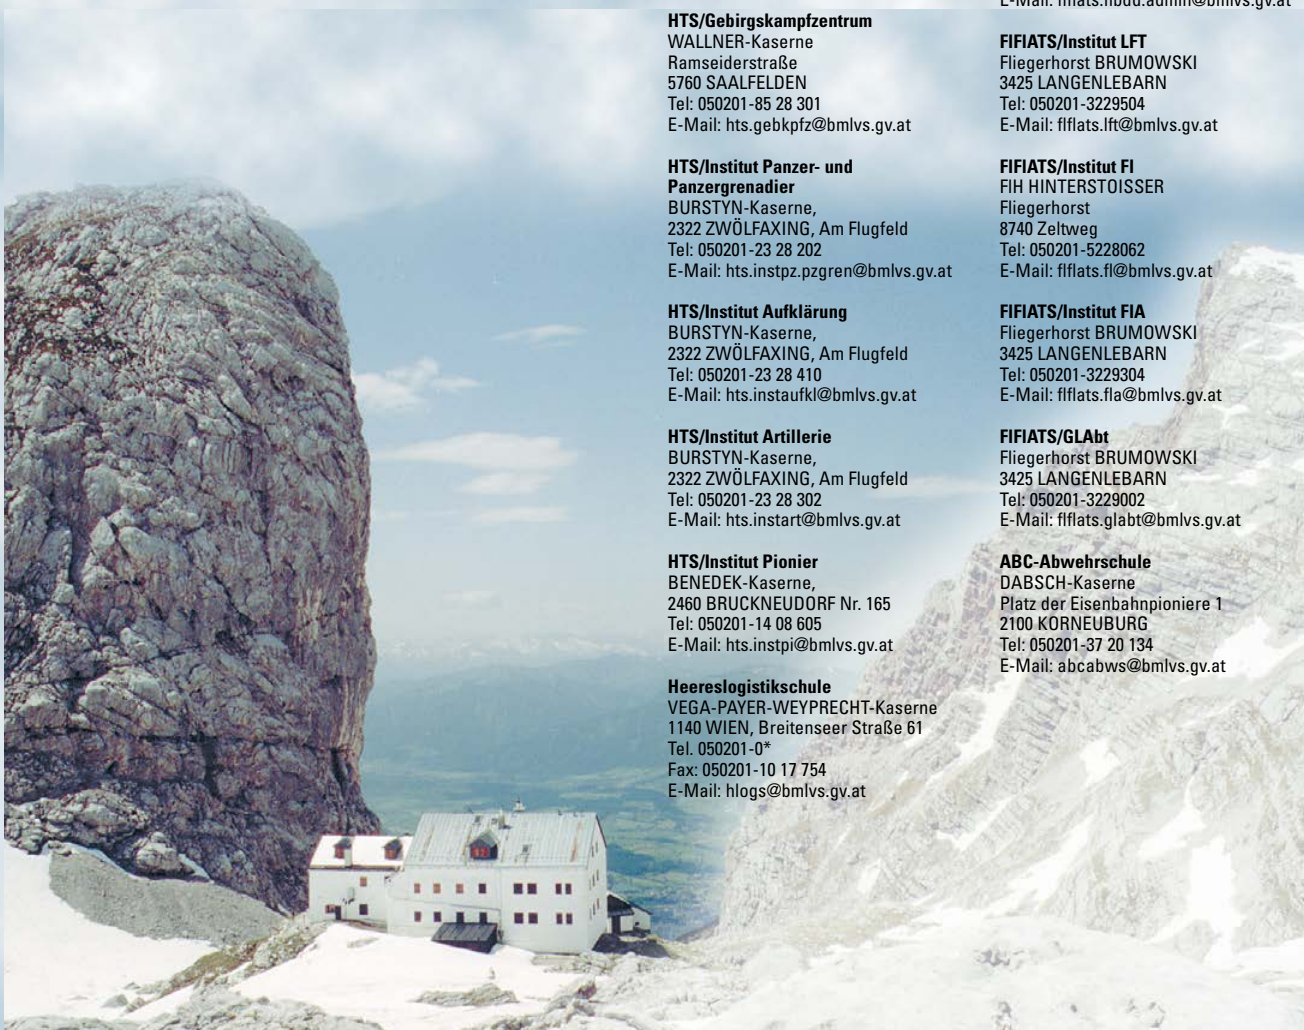 HTS/Gebirgskampfzentrum
WALLNER-Kaserne
Ramseiderstraße
5760 SAALFELDEN
Tel: 050201-85 28 301
E-Mail: hts.gebkpfz@bmlvs.gv.at
HTS/Institut Panzer- und
Panzergrenadier
BURSTYN-Kaserne,
2322 ZWÖLFAXING, Am Flugfeld
Tel: 050201-23 28 202
E-Mail: hts.instpz.pzgren@bmlvs.gv.at
HTS/Institut Aufklärung
BURSTYN-Kaserne,
2322 ZWÖLFAXING, Am Flugfeld
Tel: 050201-23 28 410
E-Mail: hts.instaufkl@bmlvs.gv.at
HTS/Institut Artillerie
BURSTYN-Kaserne,
2322 ZWÖLFAXING, Am Flugfeld
Tel: 050201-23 28 302
E-Mail: hts.instart@bmlvs.gv.at
HTS/Institut Pionier
BENEDEK-Kaserne,
2460 BRUCKNEUDORF Nr. 165
Tel: 050201-14 08 605
E-Mail: hts.instpi@bmlvs.gv.at
Heereslogistikschule
VEGA-PAYER-WEYPRECHT-Kaserne
1140 WIEN, Breitenseer Straße 61
Tel. 050201-0*
Fax: 050201-10 17 754
E-Mail: hlogs@bmlvs.gv.at
E-Mail:
FlFlATS/Institut LFT
Fliegerhorst BRUMOWSKI
3425 LANGENLEBARN
Tel: 050201-3229504
E-Mail: flflats.lft@bmlvs.gv.at
FlFlATS/Institut Fl
FlH HINTERSTOISSER
Fliegerhorst
8740 Zeltweg
Tel: 050201-5228062
E-Mail: flflats.fl@bmlvs.gv.at
FlFlATS/Institut FlA
Fliegerhorst BRUMOWSKI
3425 LANGENLEBARN
Tel: 050201-3229304
E-Mail: flflats.fla@bmlvs.gv.at
FlFlATS/GLAbt
Fliegerhorst BRUMOWSKI
3425 LANGENLEBARN
Tel: 050201-3229002
E-Mail: flflats.glabt@bmlvs.gv.at
ABC-Abwehrschule
DABSCH-Kaserne
Platz der Eisenbahnpioniere 1
2100 KORNEUBURG
Tel: 050201-37 20 134
E-Mail: abcabws@bmlvs.gv.at